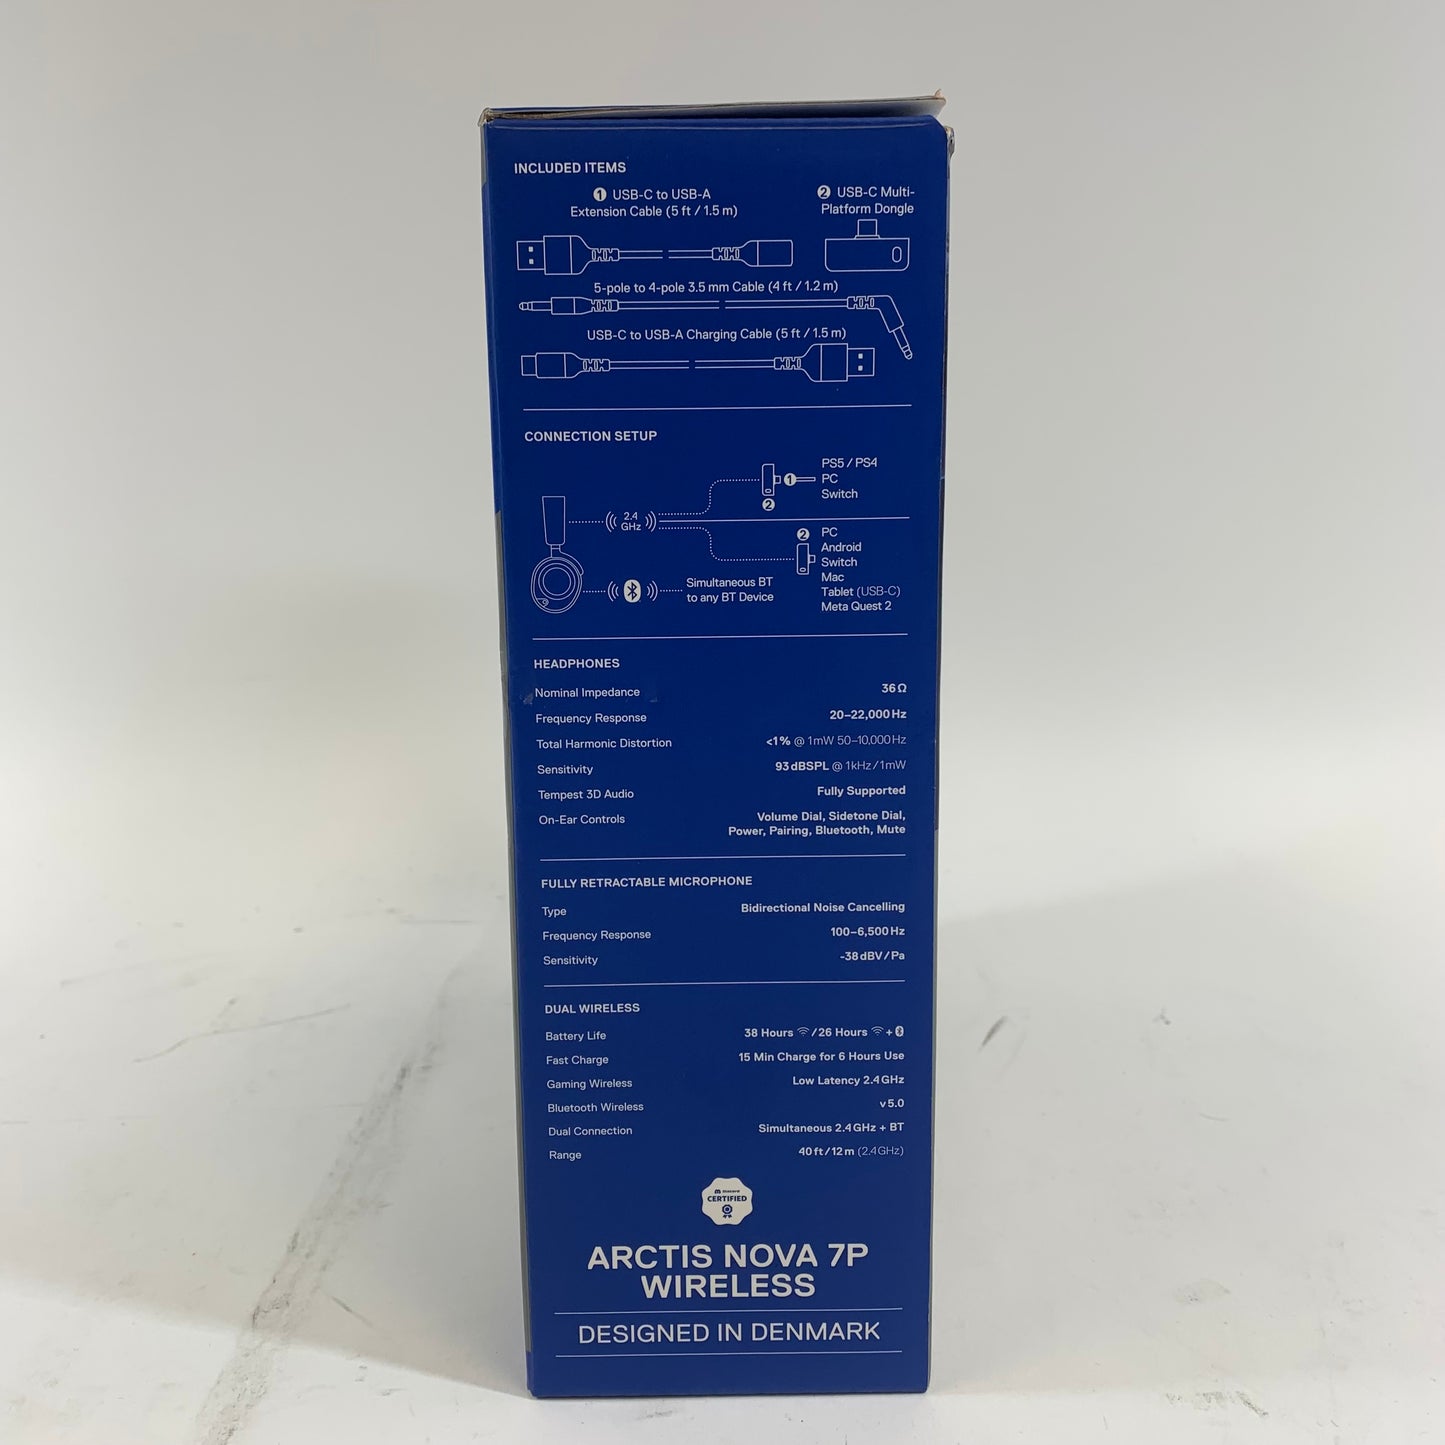 INCLUDED ITEMS
1 USB-C to USB-A
Extension Cable (5 ft / 1.5 m)
2 USB-C Multi-
Platform Dongle
5-pole to 4-pole 3.5 mm Cable (4 ft / 1.2 m)
USB-C to USB-A Charging Cable (5 ft / 1.5 m)
CONNECTION SETUP
2.4
GHz
1
2
PS5 / PS4
PC
Switch
2
PC
Android
Switch
Mac
Tablet (USB-C)
Meta Quest 2
Simultaneous BT
to any BT Device
HEADPHONES
Nominal Impedance 36 Ω
Frequency Response 20–22,000 Hz
Total Harmonic Distortion <1% @ 1mW 50–10,000 Hz
Sensitivity 93 dBSPL @ 1kHz / 1mW
Tempest 3D Audio Fully Supported
On-Ear Controls Volume Dial, Sidetone Dial,
Power, Pairing, Bluetooth, Mute
FULLY RETRACTABLE MICROPHONE
Type Bidirectional Noise Cancelling
Frequency Response 100–6,500 Hz
Sensitivity -38 dBV / Pa
DUAL WIRELESS
Battery Life 38 Hours / 26 Hours +
Fast Charge 15 Min Charge for 6 Hours Use
Gaming Wireless Low Latency 2.4 GHz
Bluetooth Wireless v 5.0
Dual Connection Simultaneous 2.4 GHz + BT
Range 40 ft / 12 m (2.4 GHz)
CERTIFIED
ARCTIS NOVA 7P
WIRELESS
DESIGNED IN DENMARK